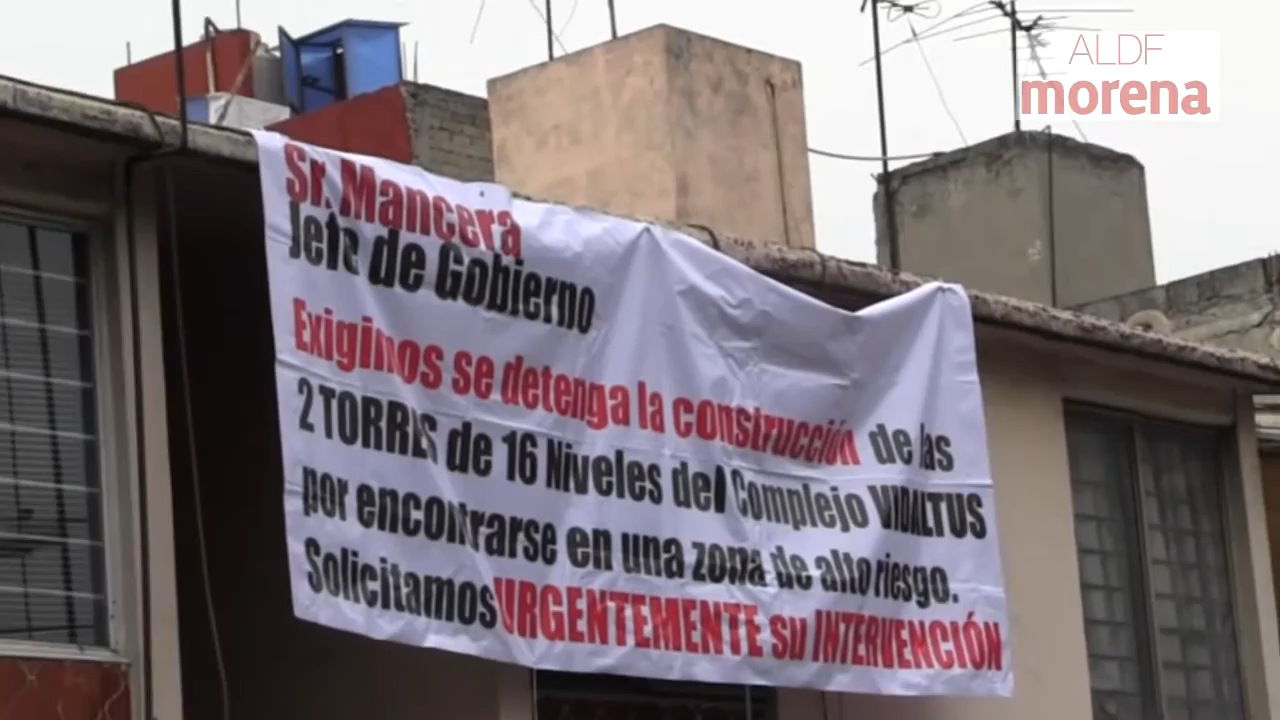 ALDF
morena
Sr. Mancera
Jefe de Gobierno
Exigimos se detenga la construcción de las
2 TORRES de 16 Niveles del Complejo VIDALTUS
por encontrarse en una zona de alto riesgo.
Solicitamos URGENTEMENTE su INTERVENCIÓN